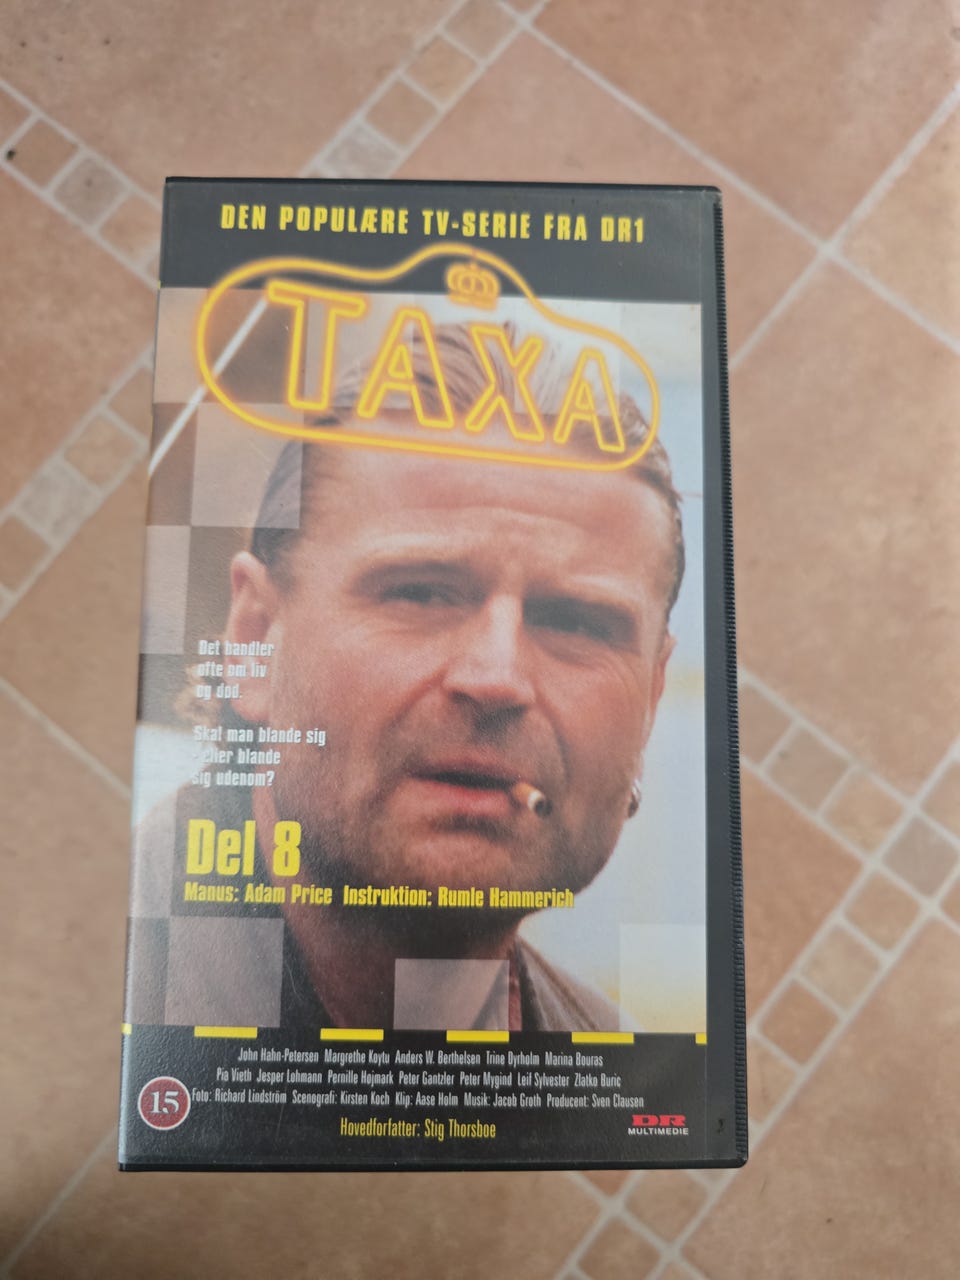 DEN POPULÆRE TV-SERIE FRA DR1
TAXA
Det handler
ofte om liv
og død.
Skal man blande sig
- eller blande
sig udenom?
Del 8
Manus: Adam Price Instruktion: Rumle Hammerich
John Hahn-Petersen Margrethe Koytu Anders W. Berthelsen Trine Dyrholm Marina Bouras
Pia Vieth Jesper Lohmann Pernille Højmark Peter Gantzler Peter Mygind Leif Sylvester Zlatko Buric
Foto: Richard Lindström Scenografi: Kirsten Koch Klip: Aase Holm Musik: Jacob Groth Producent: Sven Clausen
15
Hovedforfatter: Stig Thorsboe
DR
MULTIMEDIE